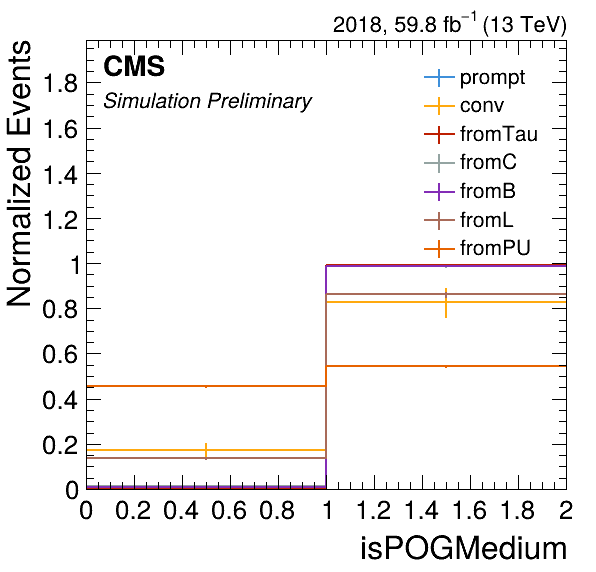 2018, 59.8 fb⁻¹ (13 TeV)
CMS
Simulation Preliminary
prompt
conv
fromTau
fromC
fromB
fromL
fromPU
Normalized Events
1.8
1.6
1.4
1.2
1
0.8
0.6
0.4
0.2
0
0 0.2 0.4 0.6 0.8 1 1.2 1.4 1.6 1.8 2
isPOGMedium